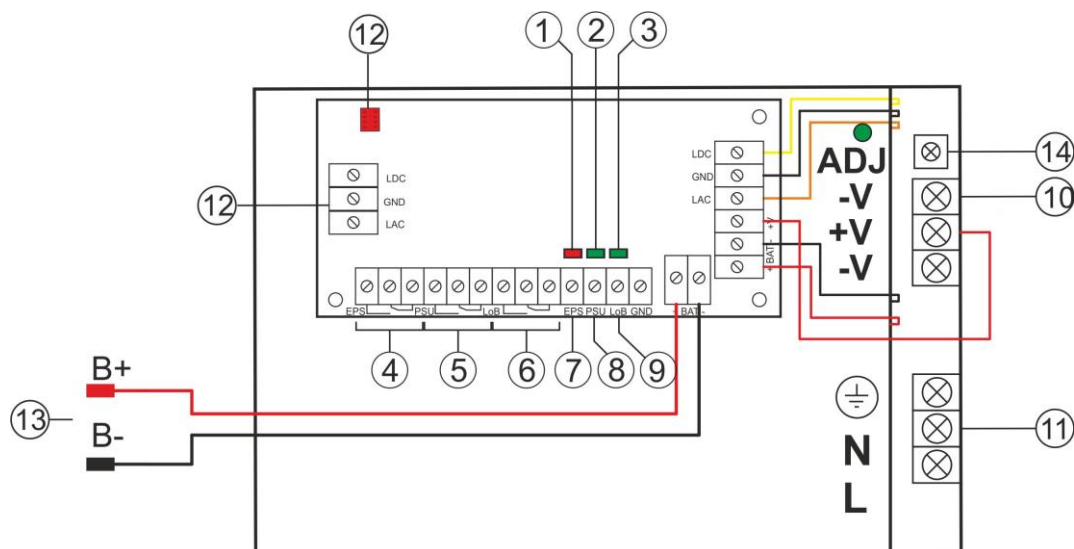 1 2 3
12
LDC
GND
LAC
12
LDC
GND
LAC
+V
- BAT
+
ADJ
-V
+V
-V
14
10
EPS PSU LoB EPS PSU LoB GND + BAT -
4 5 6 7 8 9
B+
13
B-
N
L
11